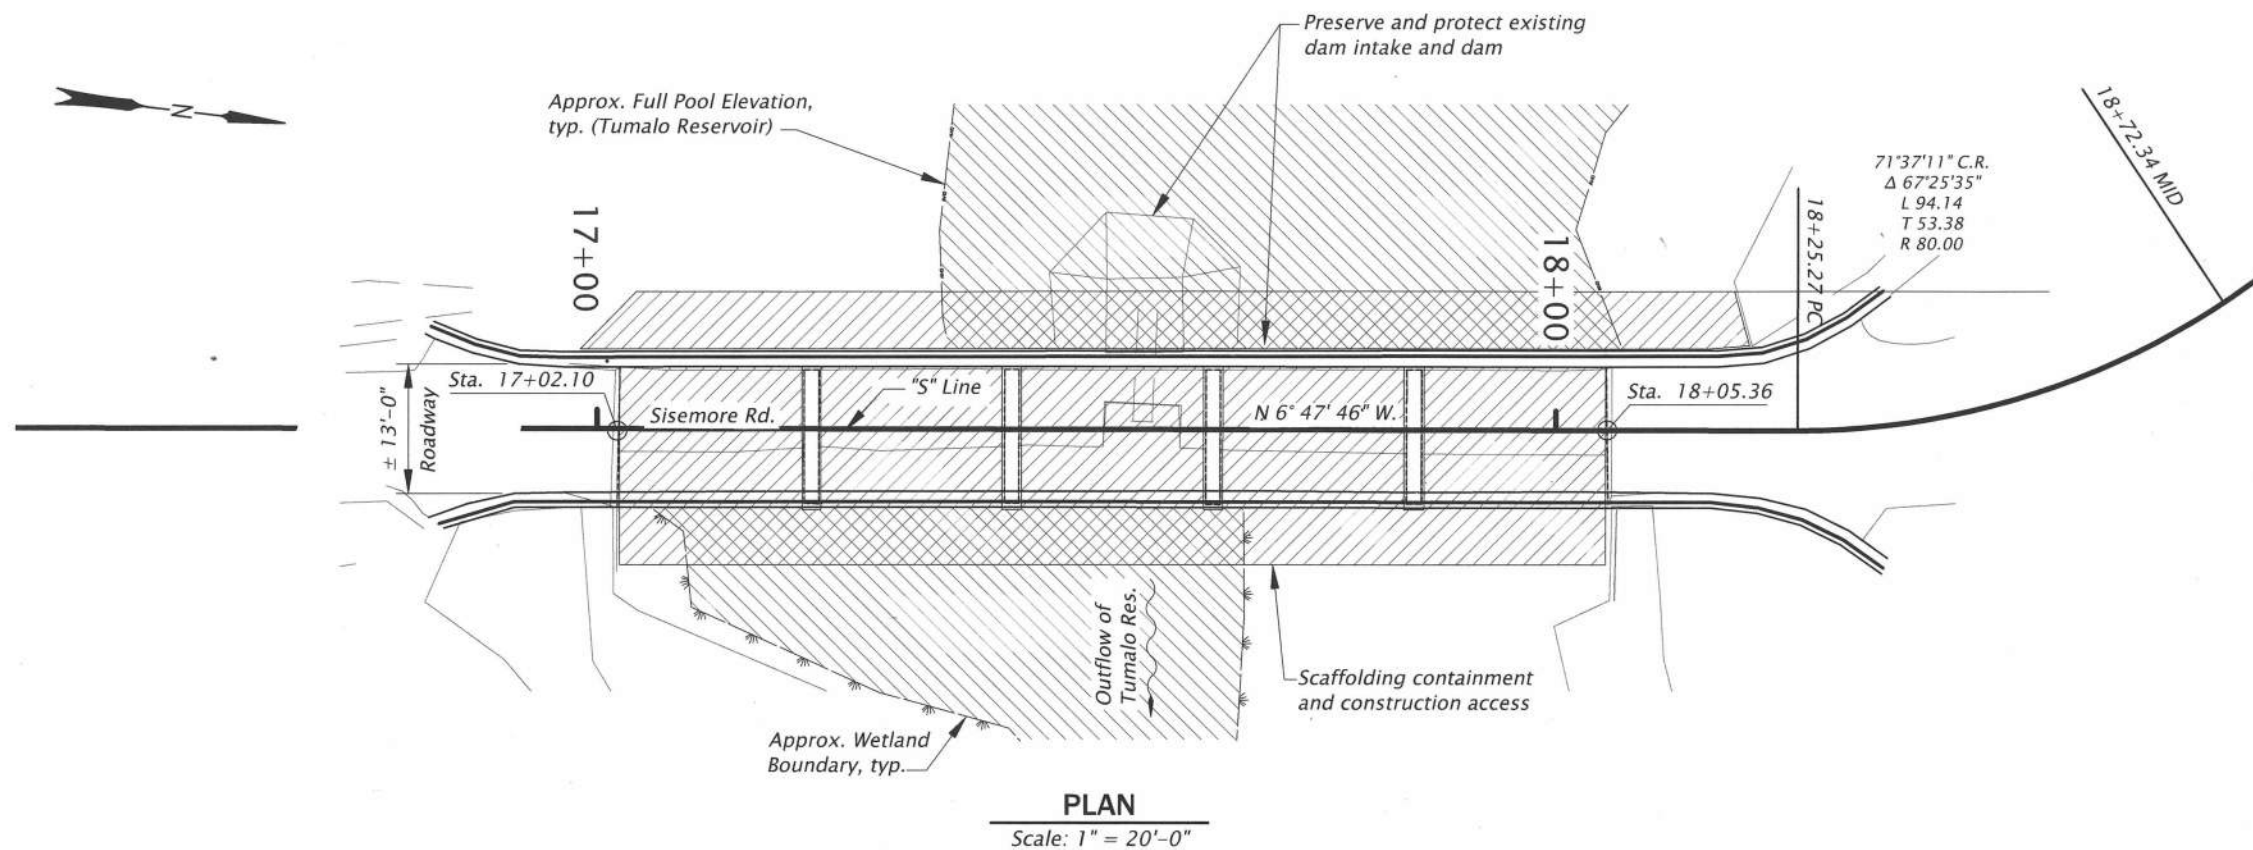 Preserve and protect existing
dam intake and dam
Approx. Full Pool Elevation,
typ. (Tumalo Reservoir)
N
17+00
18+00
18+25.27 PC
71°37'11" C.R.
Δ 67°25'35"
L 94.14
T 53.38
R 80.00
18+72.34 MID
Sta. 17+02.10
± 13'-0"
Roadway
Sisemore Rd.
"S" Line
N 6° 47' 46" W.
Sta. 18+05.36
Outflow of
Tumalo Res.
Scaffolding containment
and construction access
Approx. Wetland
Boundary, typ.
PLAN
Scale: 1" = 20'-0"